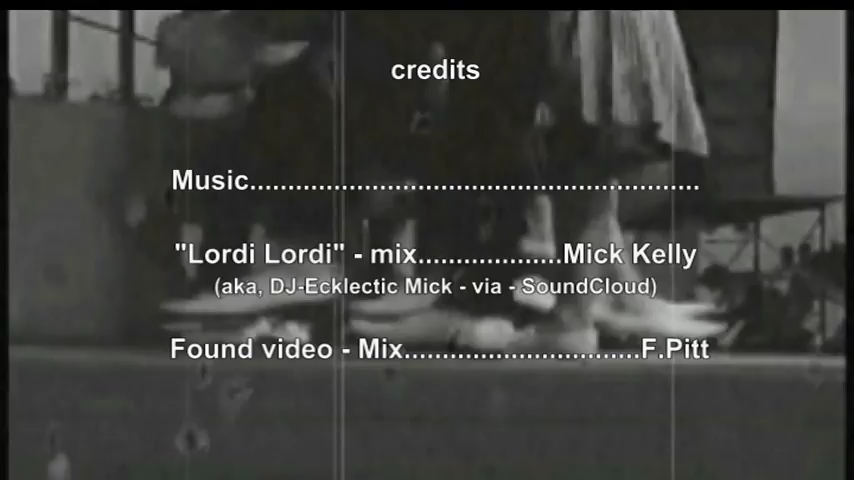 credits
Music...........................................................
"Lordi Lordi" - mix...................Mick Kelly
(aka, DJ-Ecklectic Mick - via - SoundCloud)
Found video - Mix...............................F.Pitt